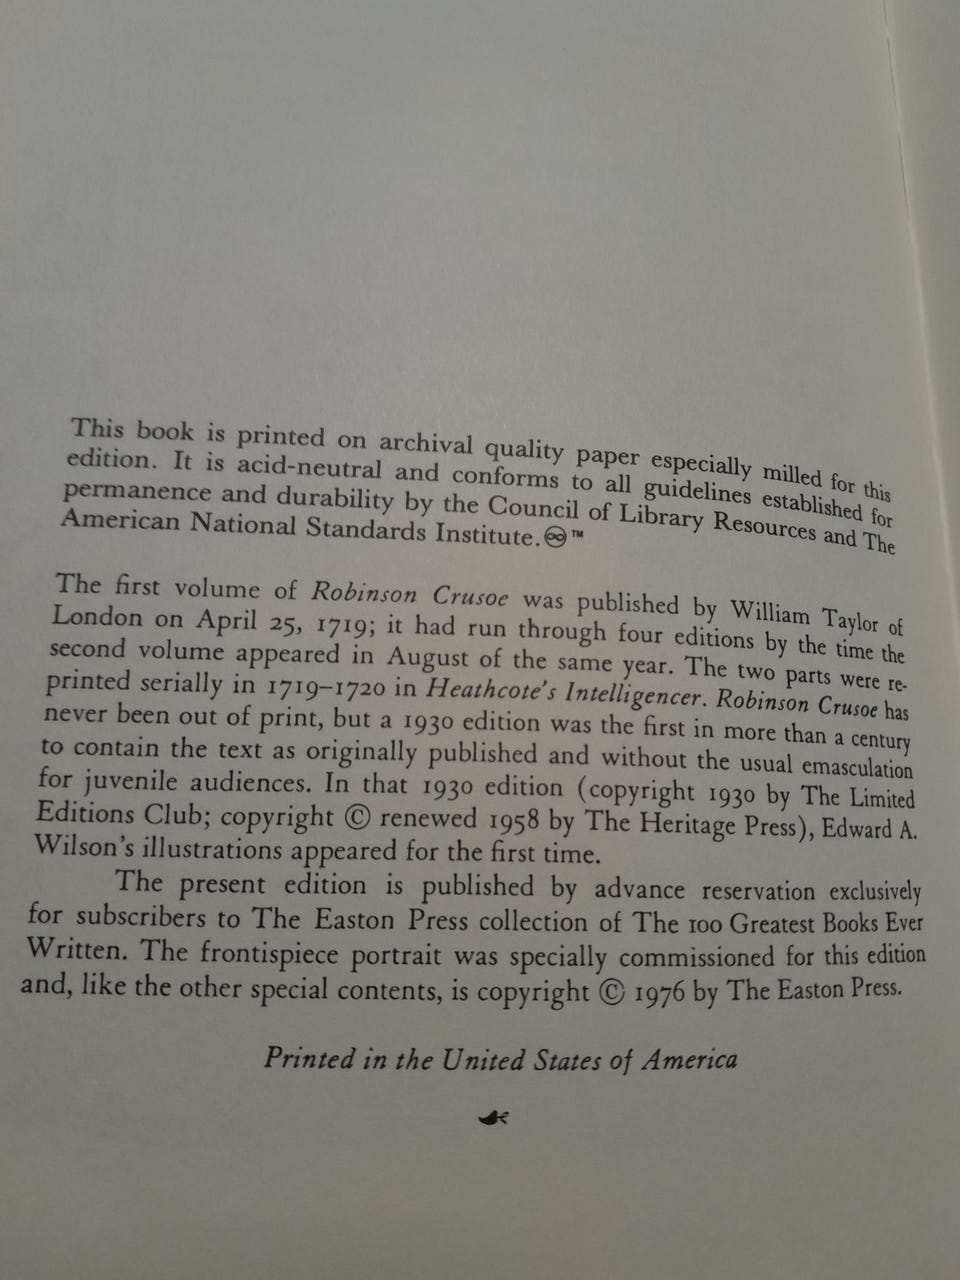 This book is printed on archival quality paper especially milled for this
edition. It is acid-neutral and conforms to all guidelines established for
permanence and durability by the Council of Library Resources and The
American National Standards Institute.♾™
The first volume of Robinson Crusoe was published by William Taylor of
London on April 25, 1719; it had run through four editions by the time the
second volume appeared in August of the same year. The two parts were re-
printed serially in 1719–1720 in Heathcote's Intelligencer. Robinson Crusoe has
never been out of print, but a 1930 edition was the first in more than a century
to contain the text as originally published and without the usual emasculation
for juvenile audiences. In that 1930 edition (copyright 1930 by The Limited
Editions Club; copyright © renewed 1958 by The Heritage Press), Edward A.
Wilson's illustrations appeared for the first time.
The present edition is published by advance reservation exclusively
for subscribers to The Easton Press collection of The 100 Greatest Books Ever
Written. The frontispiece portrait was specially commissioned for this edition
and, like the other special contents, is copyright © 1976 by The Easton Press.
Printed in the United States of America